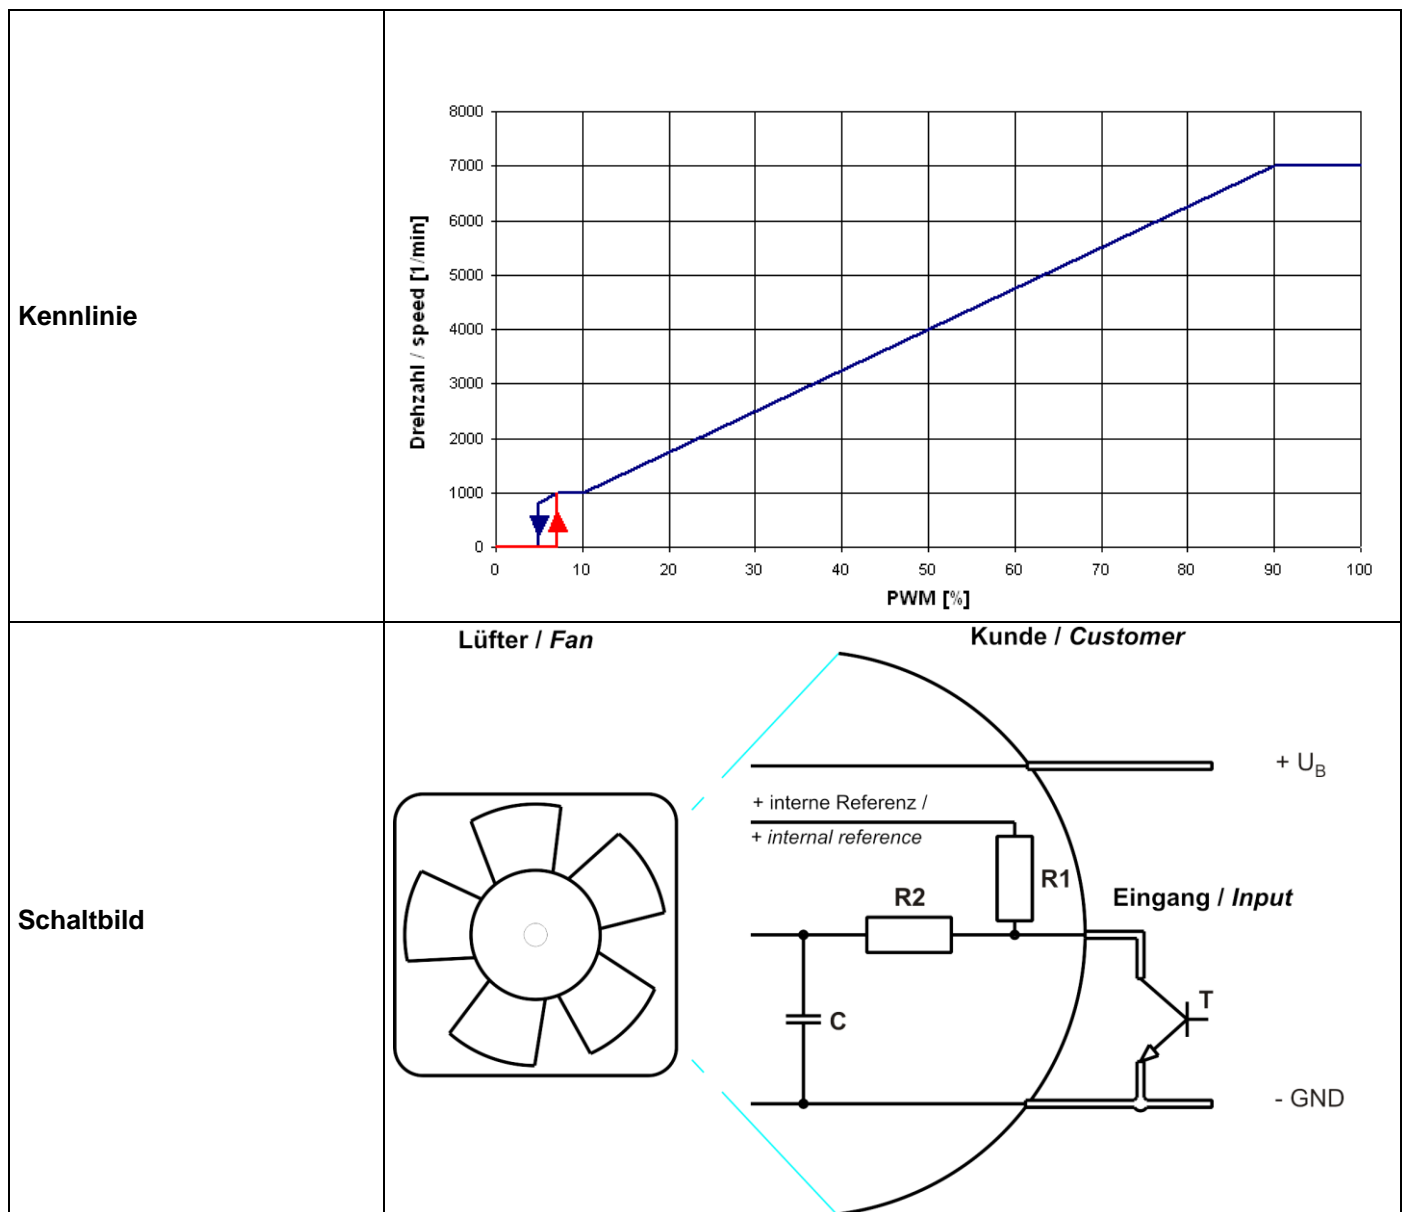 Kennlinie
8000
7000
6000
5000
4000
3000
2000
1000
0
Drehzahl / speed [1/min]
0 10 20 30 40 50 60 70 80 90 100
PWM [%]
Schaltbild
Lüfter / Fan
Kunde / Customer
+ U_B
+ interne Referenz /
+ internal reference
R1
R2
Eingang / Input
T
C
- GND